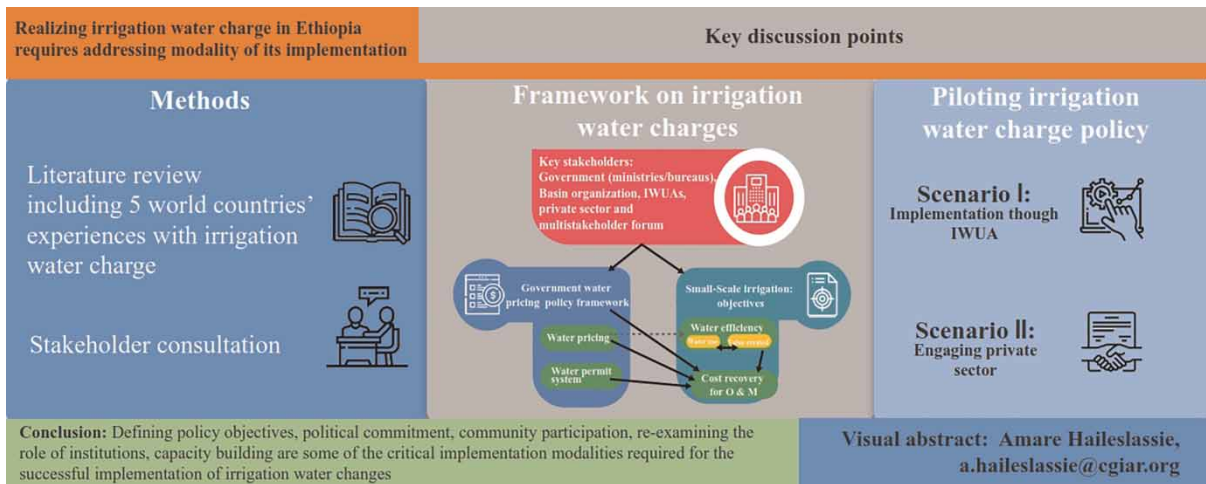 Realizing irrigation water charge in Ethiopia
requires addressing modality of its implementation
Key discussion points
Methods
Literature review
including 5 world countries’
experiences with irrigation
water charge
Stakeholder consultation
Framework on irrigation
water charges
Key stakeholders:
Government (ministries/bureaus),
Basin organization, IWUAs,
private sector and
multistakeholder forum
Government water
pricing policy framework
Water pricing
Water permit
system
Small-Scale irrigation:
objectives
Water efficiency
Cost recovery
for O & M
Piloting irrigation
water charge policy
Scenario I:
Implementation though
IWUA
Scenario II:
Engaging private
sector
Conclusion: Defining policy objectives, political commitment, community participation, re-examining the
role of institutions, capacity building are some of the critical implementation modalities required for the
successful implementation of irrigation water changes
Visual abstract: Amare Haileslassie,
a.haileslassie@cgiar.org